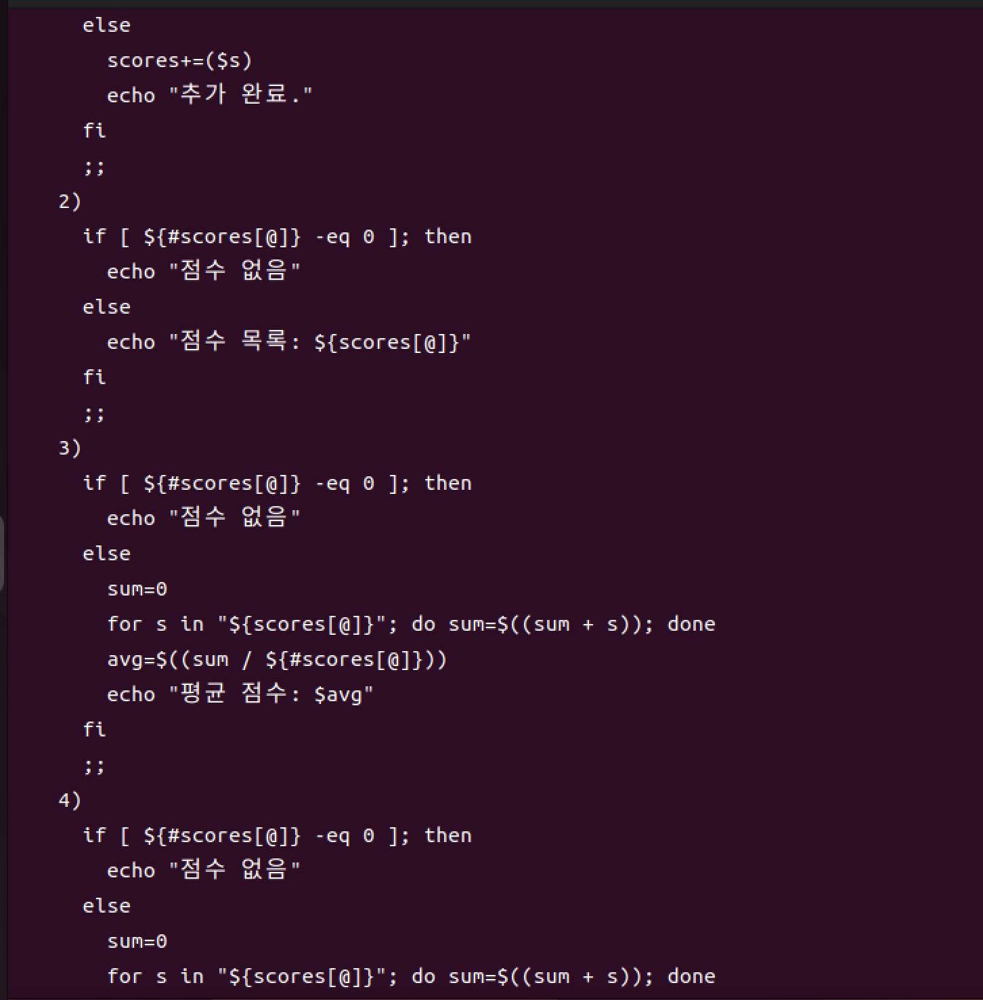 else
scores+=($s)
echo "추가 완료."
fi
;;
2)
if [ ${#scores[@]} -eq 0 ]; then
echo "점수 없음"
else
echo "점수 목록: ${scores[@]}"
fi
;;
3)
if [ ${#scores[@]} -eq 0 ]; then
echo "점수 없음"
else
sum=0
for s in "${scores[@]}"; do sum=$((sum + s)); done
avg=$((sum / ${#scores[@]}))
echo "평균 점수: $avg"
fi
;;
4)
if [ ${#scores[@]} -eq 0 ]; then
echo "점수 없음"
else
sum=0
for s in "${scores[@]}"; do sum=$((sum + s)); done